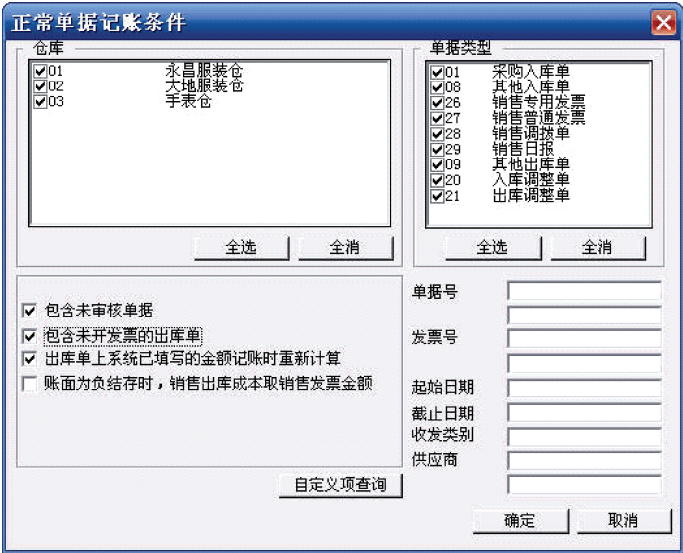 正常单据记账条件
仓库
01 永昌服装仓
02 大地服装仓
03 手表仓
全选 全消
单据类型
01 采购入库单
08 其他入库单
26 销售专用发票
27 销售普通发票
28 销售调拨单
29 销售日报
09 其他出库单
20 入库调整单
21 出库调整单
全选 全消
包含未审核单据
包含未开发票的出库单
出库单上系统已填写的金额记账时重新计算
账面为负结存时，销售出库成本取销售发票金额
自定义项查询
单据号
发票号
起始日期
截止日期
收发类别
供应商
确定 取消